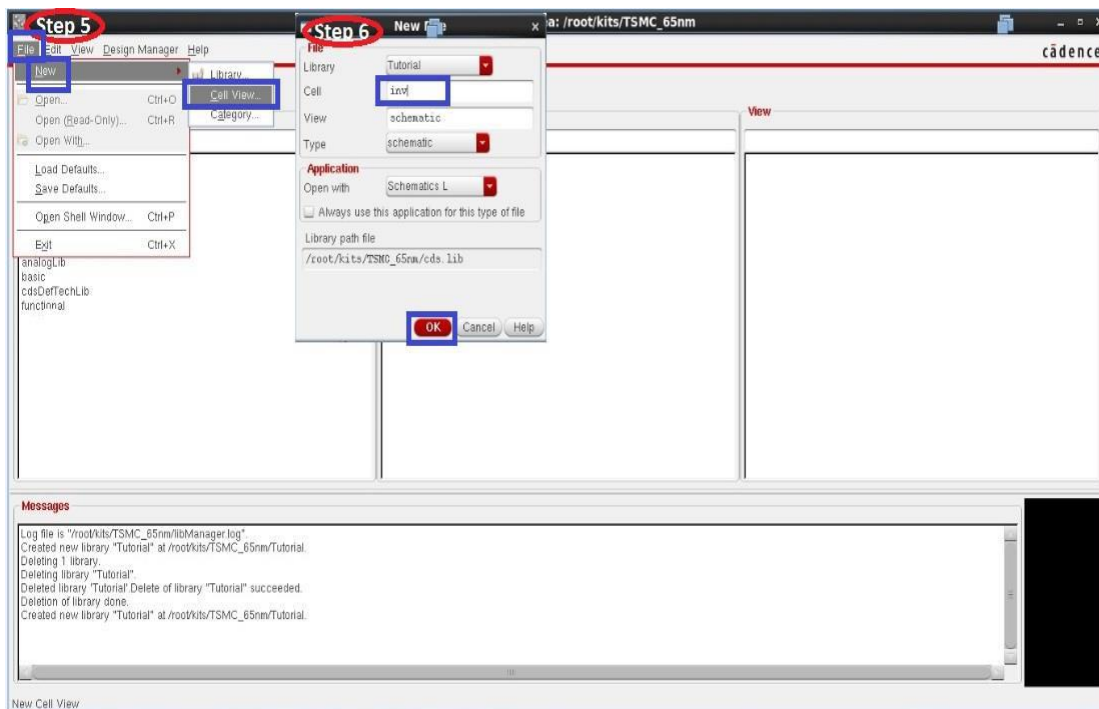 Step 5
File Edit View Design Manager Help
New
Open... Ctrl+O
Open (Read-Only)... Ctrl+R
Open With...
Load Defaults...
Save Defaults...
Open Shell Window... Ctrl+P
Exit Ctrl+X
Library...
Cell View...
Category...
analogLib
basic
cdsDefTechLib
functional
Step 6
New
File
Library Tutorial
Cell inv
View schematic
Type schematic
Application
Open with Schematics L
Always use this application for this type of file
Library path file
/root/kits/TSMC_65nm/cds.lib
OK Cancel Help
a: /root/kits/TSMC_65nm
cādence
View
Messages
Log file is "/root/kits/TSMC_65nm/libManager.log".
Created new library "Tutorial" at /root/kits/TSMC_65nm/Tutorial.
Deleting 1 library.
Deleting library "Tutorial".
Deleted library 'Tutorial'.Delete of library "Tutorial" succeeded.
Deletion of library done.
Created new library "Tutorial" at /root/kits/TSMC_65nm/Tutorial.
New Cell View